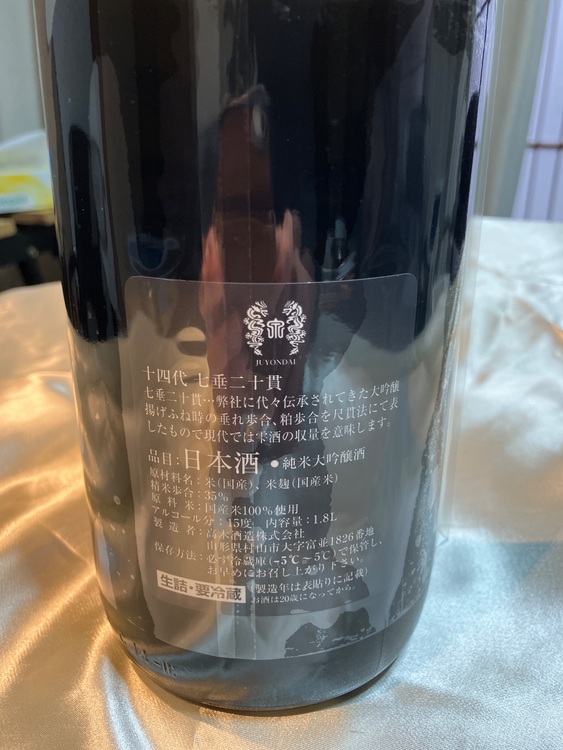 JUYONDAI
十四代 七垂二十貫
七垂二十貫…弊社に代々伝承されてきた大吟醸
揚げふね時の垂れ歩合、粕歩合を尺貫法にて表
したもので現代では雫酒の収量を意味します。
品目:日本酒 ●純米大吟醸酒
原材料名:米(国産)、米麹(国産米)
精米歩合:35%
原料米:国産米100%使用
アルコール分:15度 内容量:1.8L
製造者:高木酒造株式会社
山形県村山市大字富並1826番地
保存方法:必ず冷蔵庫(-5℃~5℃)で保管し、
お早めにお召し上がり下さい。
生詰・要冷蔵
(製造年は表貼りに記載)
お酒は20歳になってから。